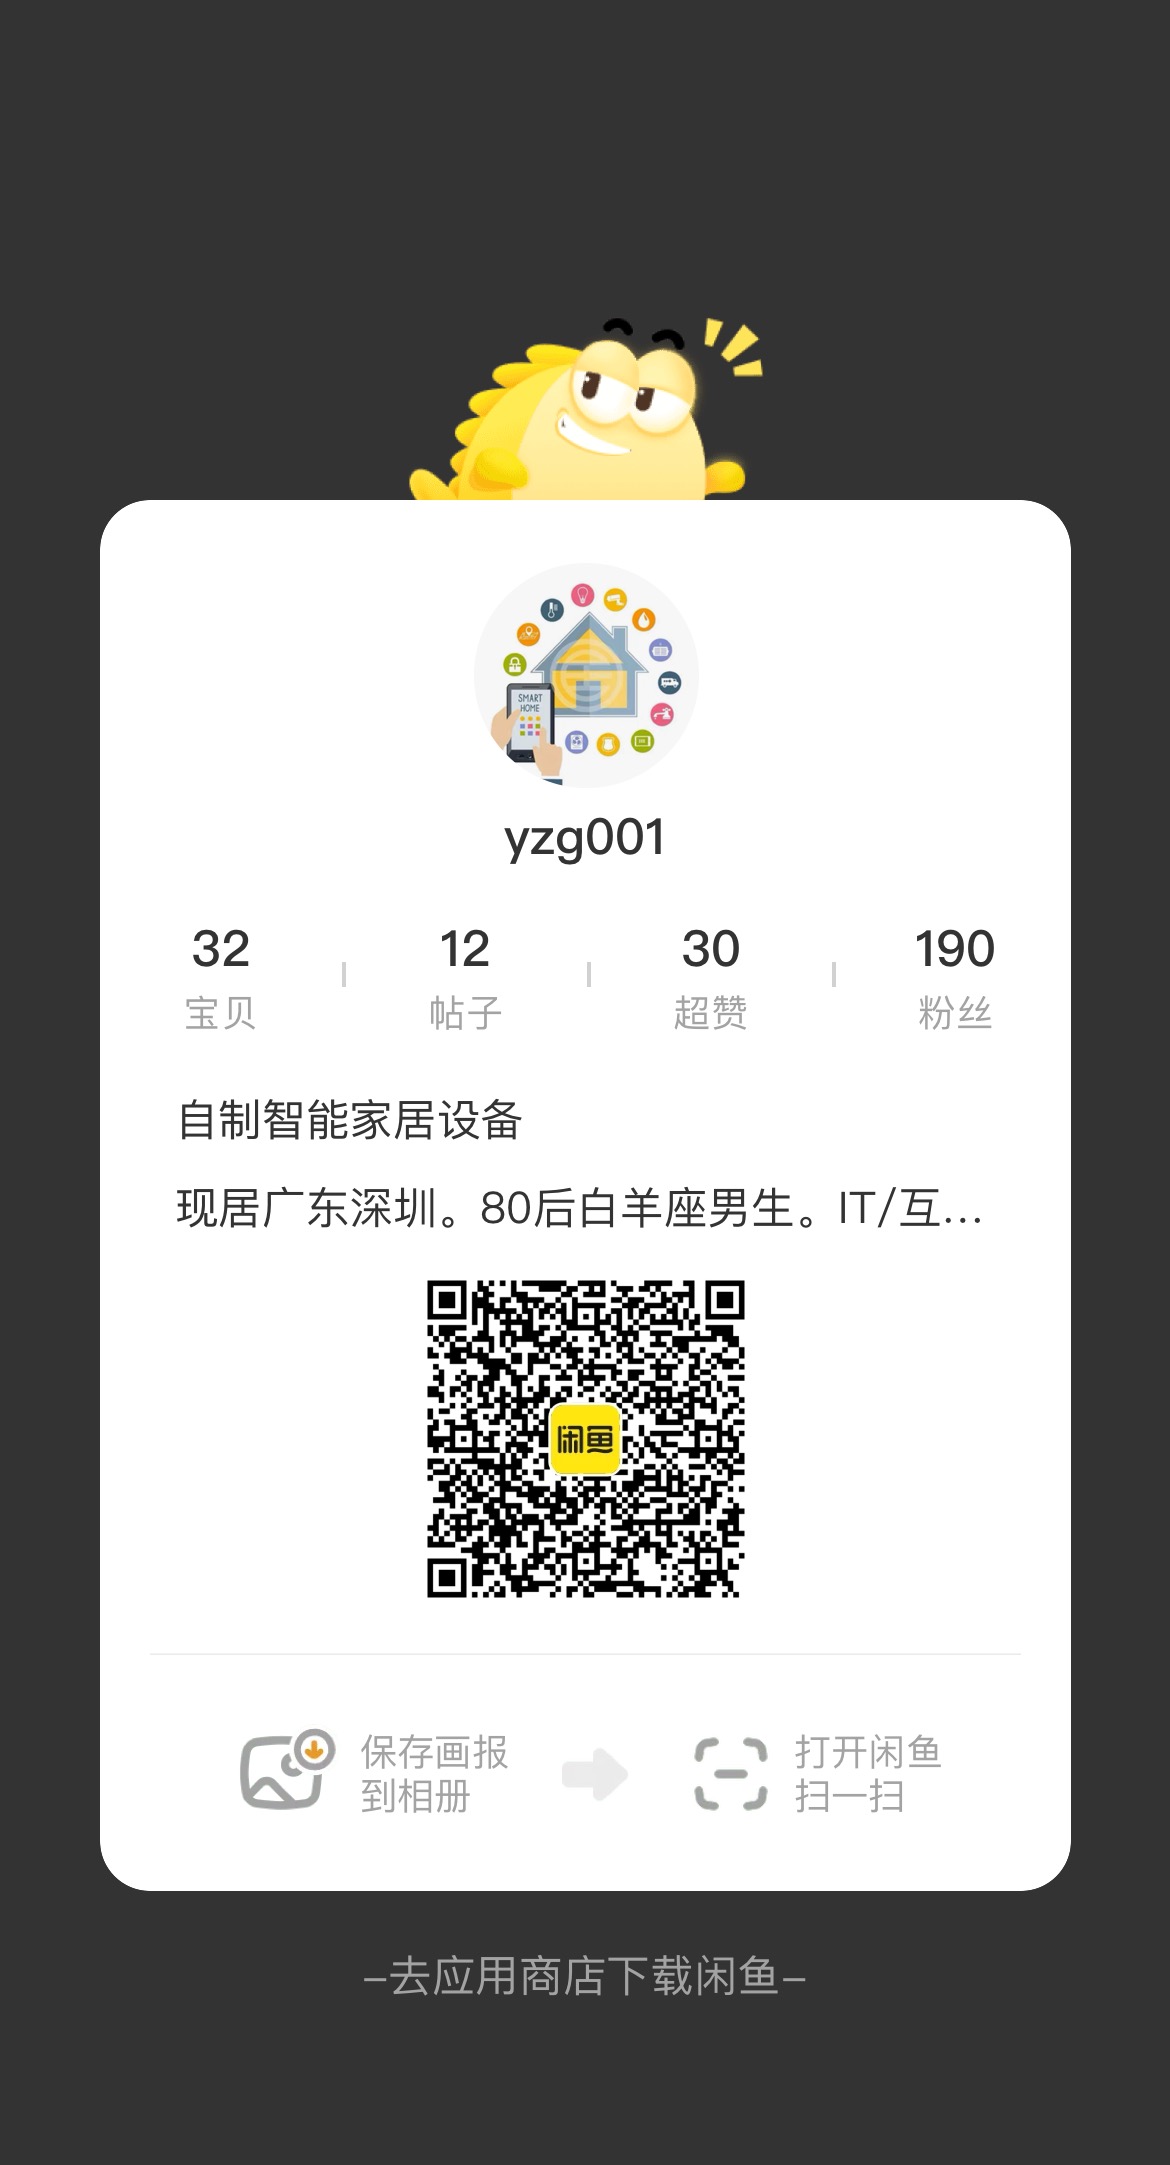 SMART
HOME
yzg001
32
12
30
190
宝贝
帖子
超赞
粉丝
自制智能家居设备
现居广东深圳。80后白羊座男生。IT/互...
闲鱼
保存画报
到相册
打开闲鱼
扫一扫
–去应用商店下载闲鱼–